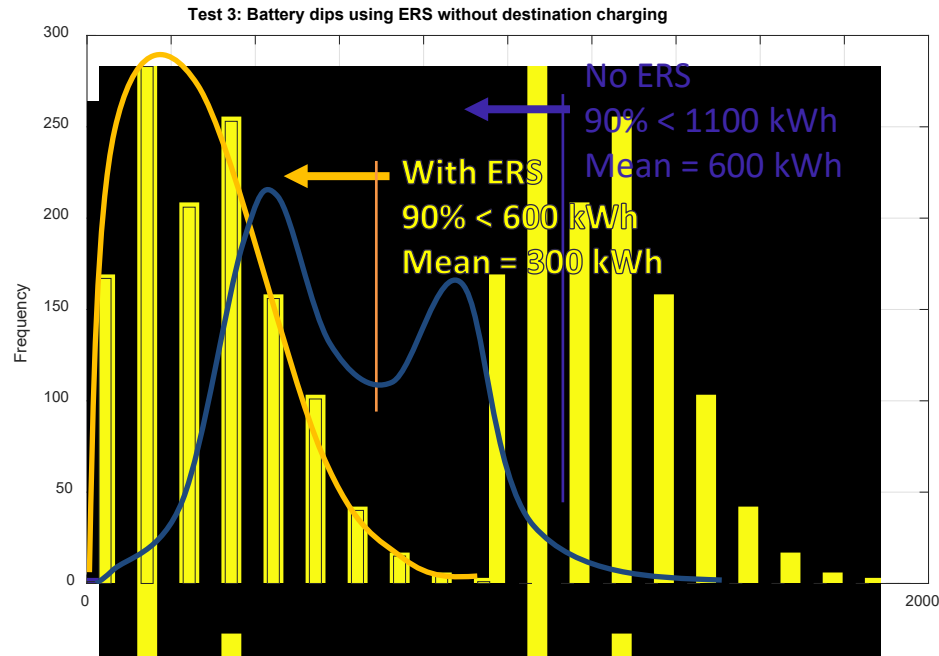 Test 3: Battery dips using ERS without destination charging
300
250
200
150
100
50
0
Frequency
No ERS
90% < 1100 kWh
Mean = 600 kWh
With ERS
90% < 600 kWh
Mean = 300 kWh
0
2000